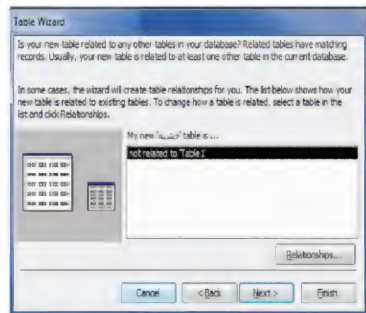 Table Wizard
Is your new table related to any other tables in your database? Related tables have matching
records. Usually, your new table is related to at least one other table in the current database.
In some cases, the wizard will create table relationships for you. The list below shows how your
new table is related to existing tables. To change how a table is related, select a table in the
list and click Relationships.
My new ' ' table is ...
not related to 'Table1'
Relationships...
Cancel
< Back
Next >
Finish